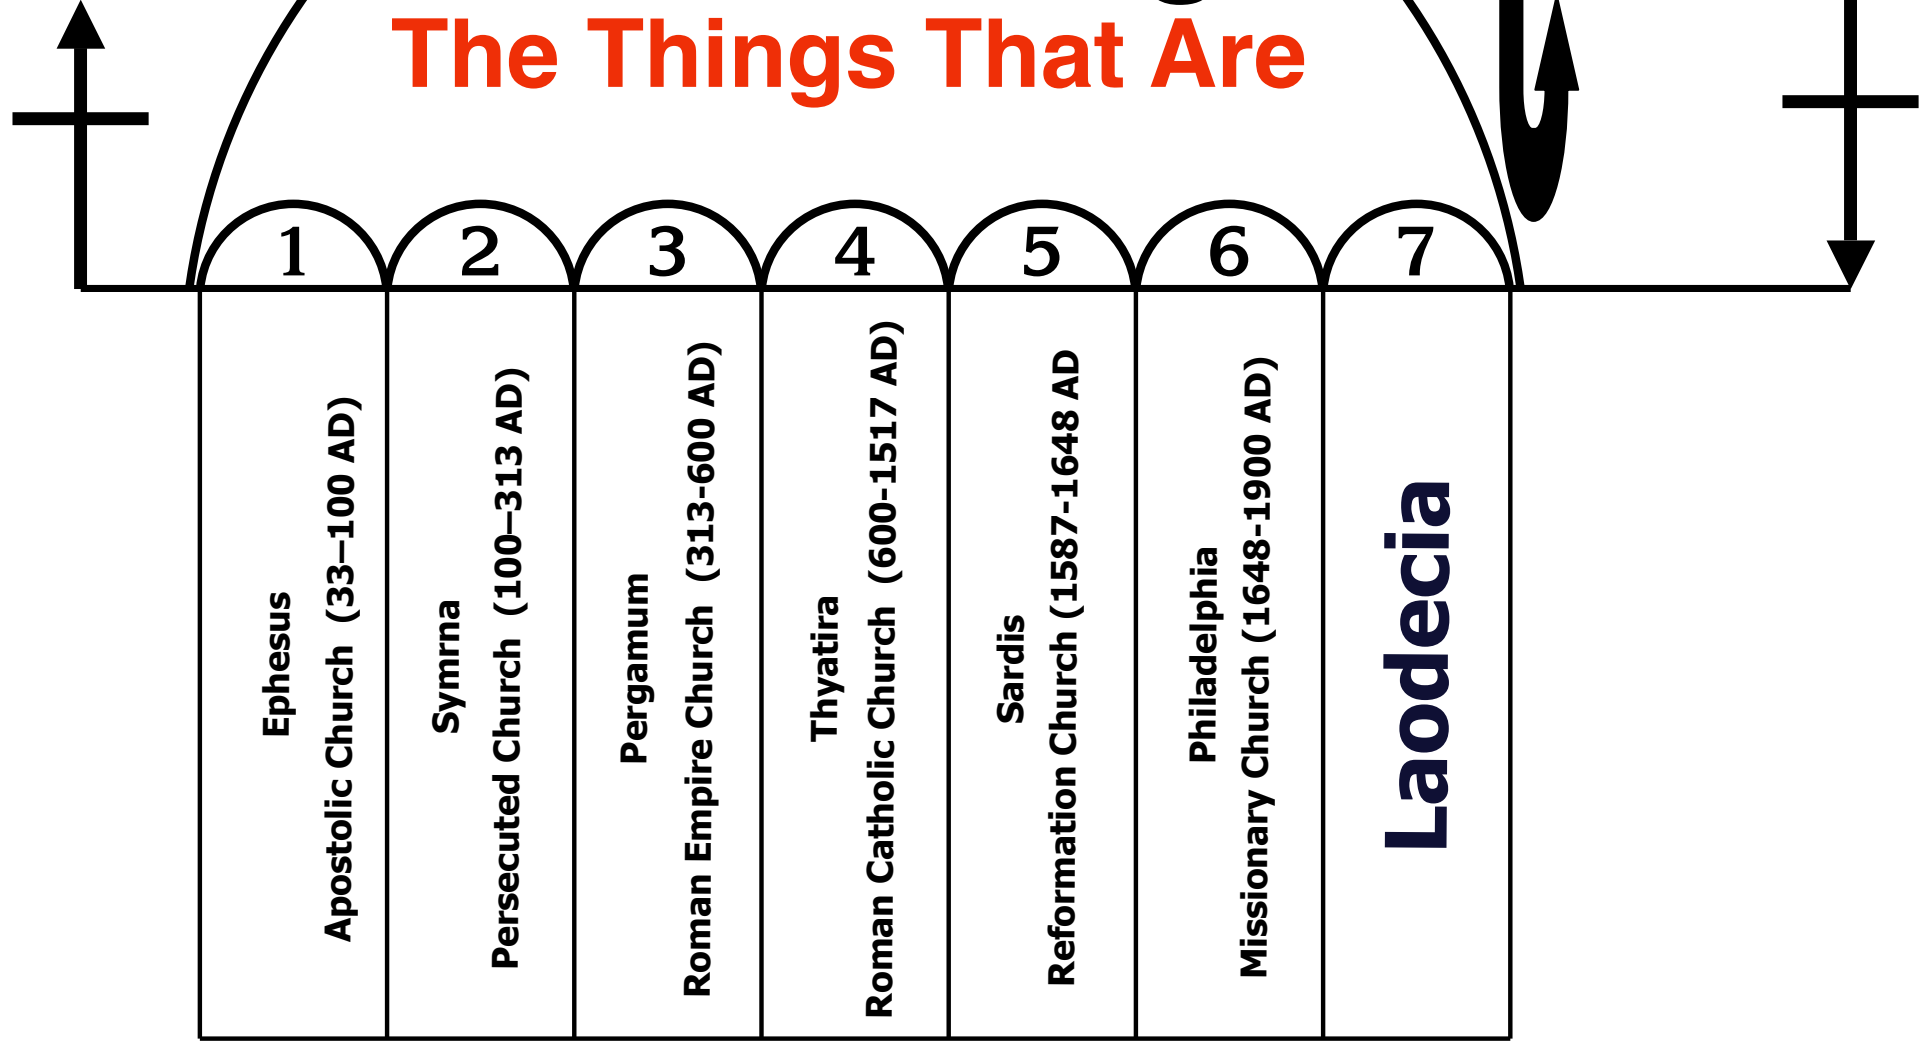 The Things That Are
1 2 3 4 5 6 7
Ephesus
Apostolic Church (33–100 AD)
Symrna
Persecuted Church (100–313 AD)
Pergamum
Roman Empire Church (313-600 AD)
Thyatira
Roman Catholic Church (600-1517 AD)
Sardis
Reformation Church (1587-1648 AD
Philadelphia
Missionary Church (1648-1900 AD)
Laodecia